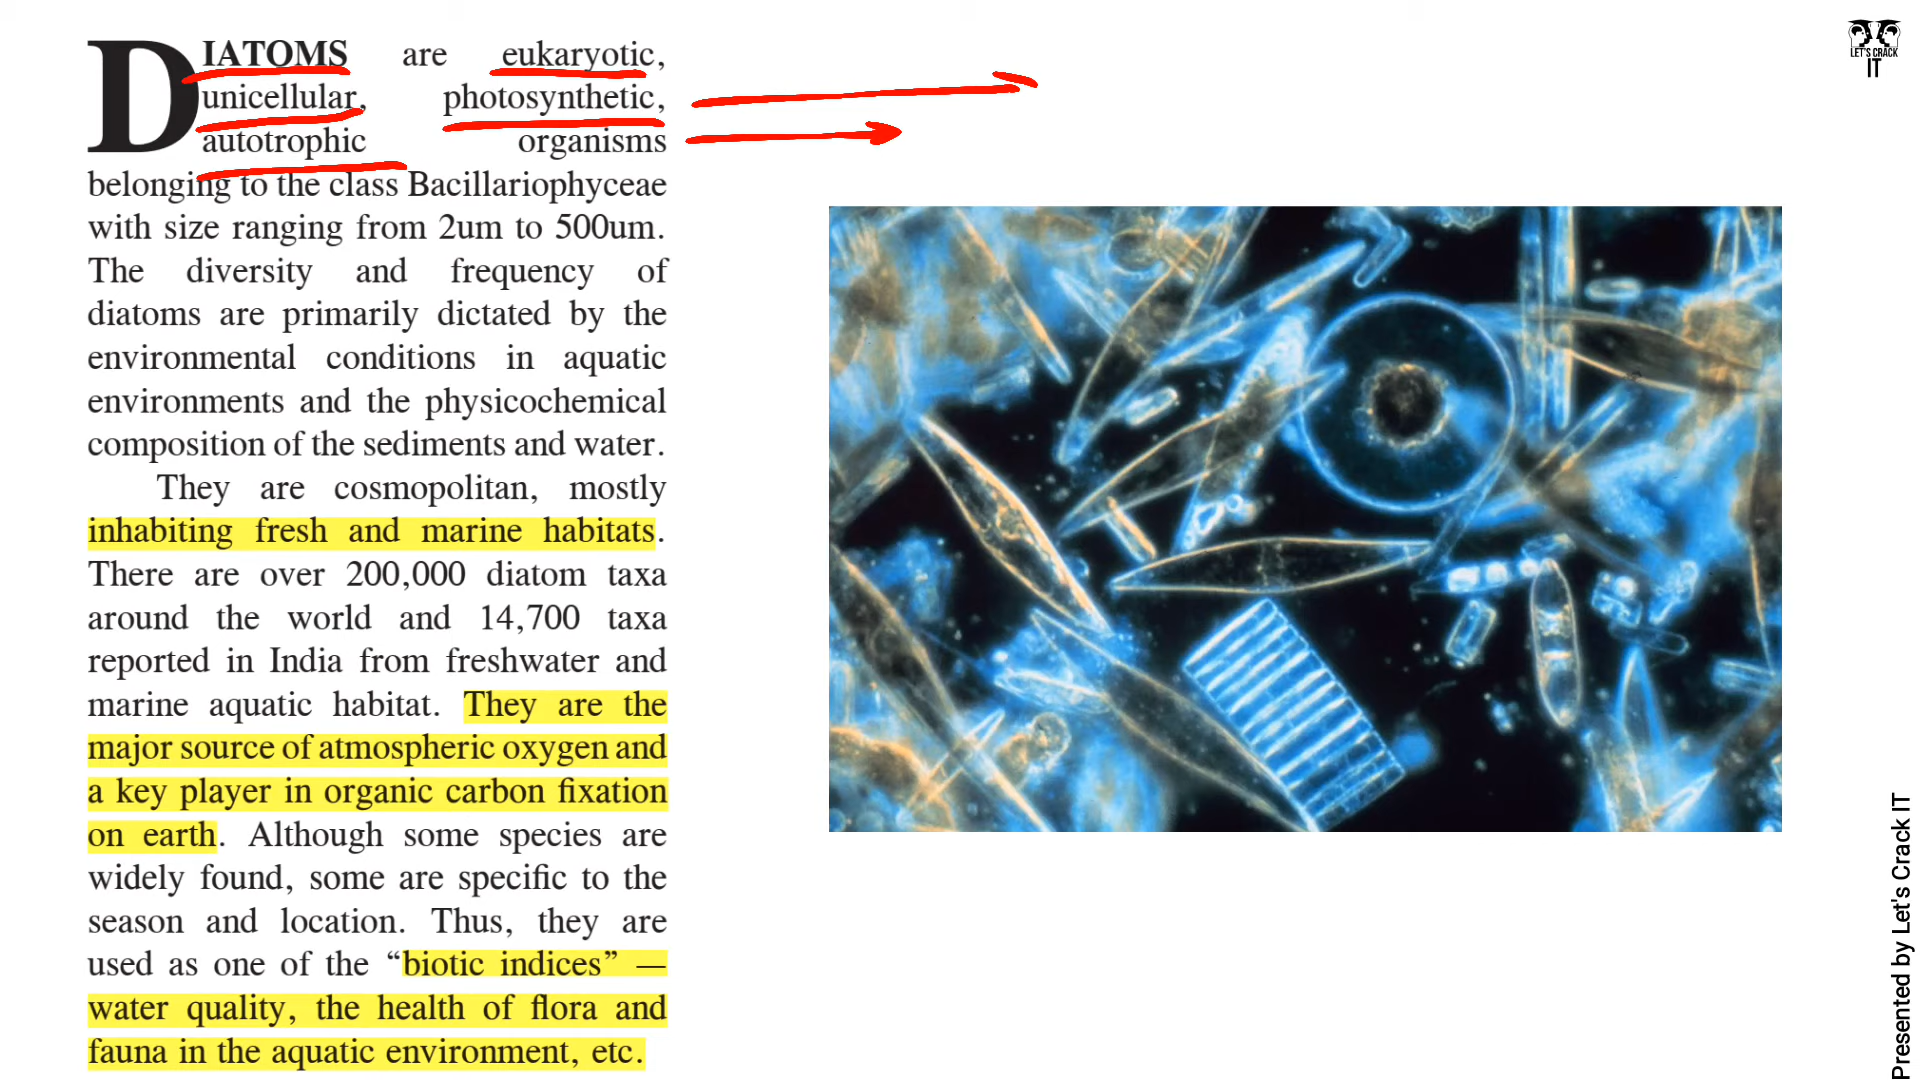 DIATOMS are eukaryotic,
unicellular, photosynthetic,
autotrophic organisms
belonging to the class Bacillariophyceae
with size ranging from 2um to 500um.
The diversity and frequency of
diatoms are primarily dictated by the
environmental conditions in aquatic
environments and the physicochemical
composition of the sediments and water.
They are cosmopolitan, mostly
inhabiting fresh and marine habitats.
There are over 200,000 diatom taxa
around the world and 14,700 taxa
reported in India from freshwater and
marine aquatic habitat. They are the
major source of atmospheric oxygen and
a key player in organic carbon fixation
on earth. Although some species are
widely found, some are specific to the
season and location. Thus, they are
used as one of the “biotic indices” —
water quality, the health of flora and
fauna in the aquatic environment, etc.
LET'S CRACK
IT
Presented by Let's Crack IT